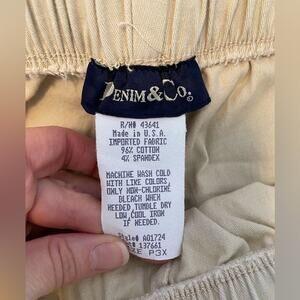 DENIM&CO.®
R/N# 43641
Made in U.S.A.
IMPORTED FABRIC
96% COTTON
4% SPANDEX
MACHINE WASH COLD
WITH LIKE COLORS,
ONLY NON-CHLORINE
BLEACH WHEN
NEEDED,TUMBLE DRY
LOW,COOL IRON
IF NEEDED.
Style# A01724
137661
P3X